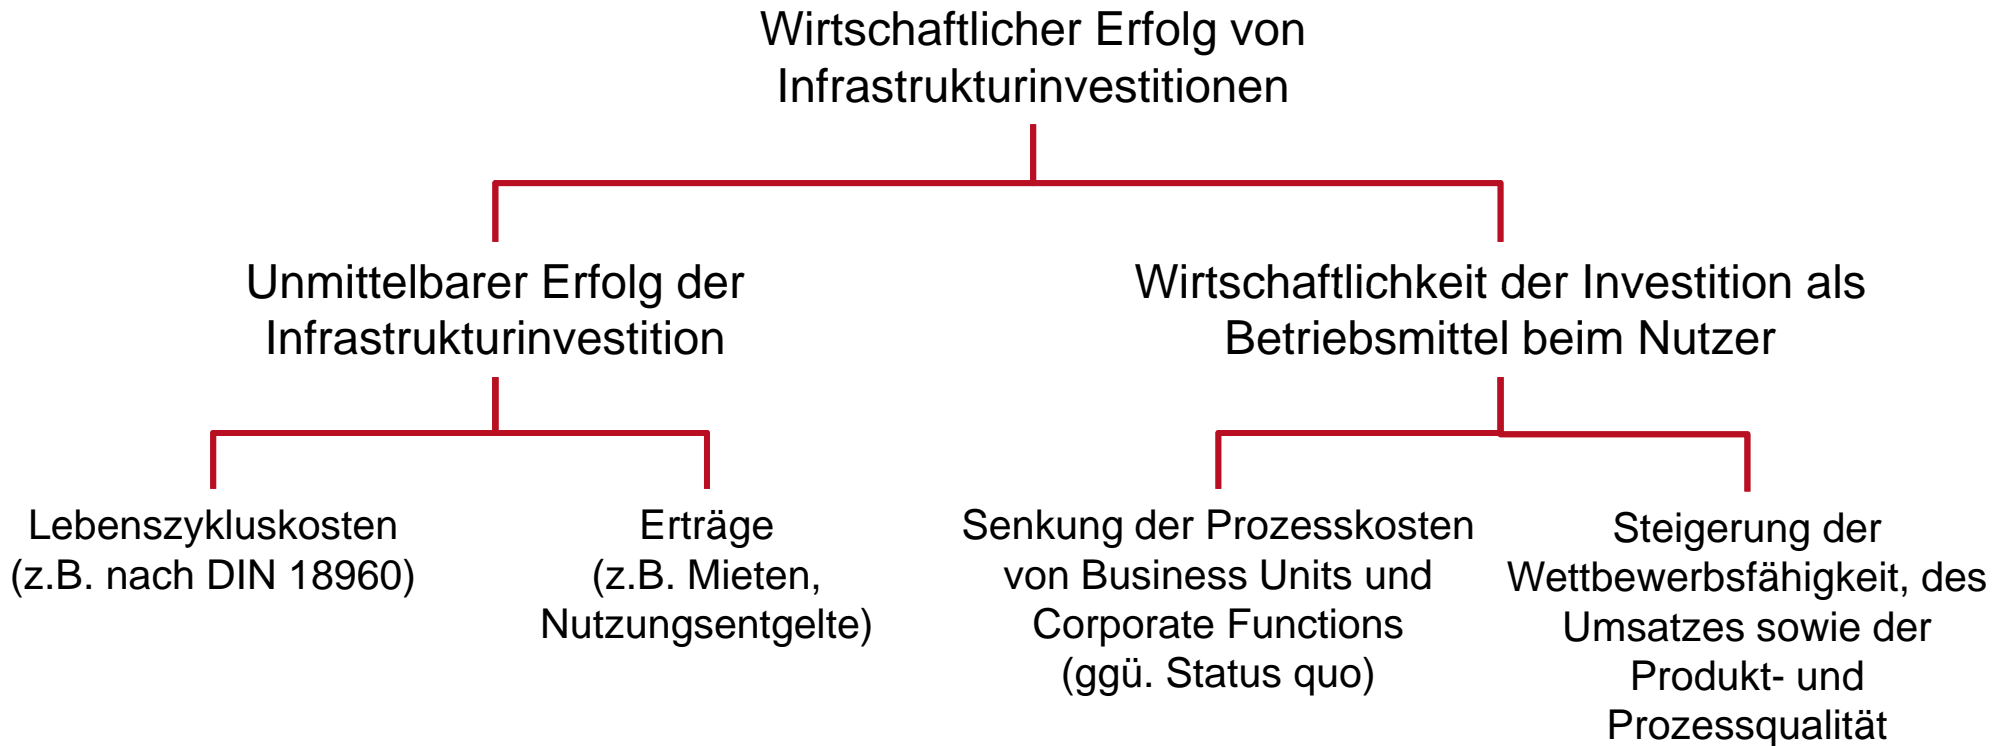 Wirtschaftlicher Erfolg von
Infrastrukturinvestitionen
Unmittelbarer Erfolg der
Infrastrukturinvestition
Wirtschaftlichkeit der Investition als
Betriebsmittel beim Nutzer
Lebenszykluskosten
(z.B. nach DIN 18960)
Erträge
(z.B. Mieten,
Nutzungsentgelte)
Senkung der Prozesskosten
von Business Units und
Corporate Functions
(ggü. Status quo)
Steigerung der
Wettbewerbsfähigkeit, des
Umsatzes sowie der
Produkt- und
Prozessqualität